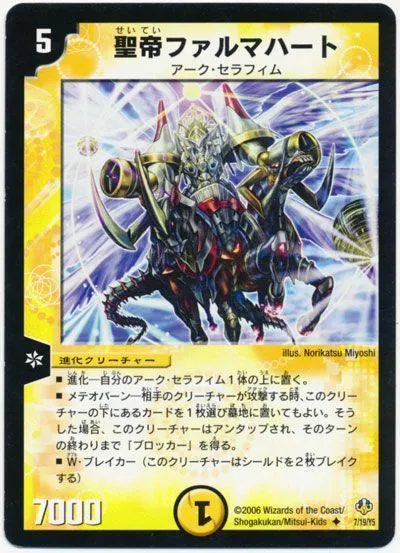 5
せいてい
聖帝ファルマハート
アーク・セラフィム
illus. Norikatsu Miyoshi
進化クリーチャー
■ 進化―自分のアーク・セラフィム1体の上に置く。
■ メテオバーン―相手のクリーチャーが攻撃する時、このクリー
チャーの下にあるカードを1枚選び墓地に置いてもよい。そう
した場合、このクリーチャーはアンタップし、そのターン
の終わりまで「ブロッカー」を得る。
■ W・ブレイカー(このクリーチャーはシールドを2枚ブレイク
する)
7000
1
©2006 Wizards of the Coast/
Shogakukan/Mitsui-Kids
7/19/Y5